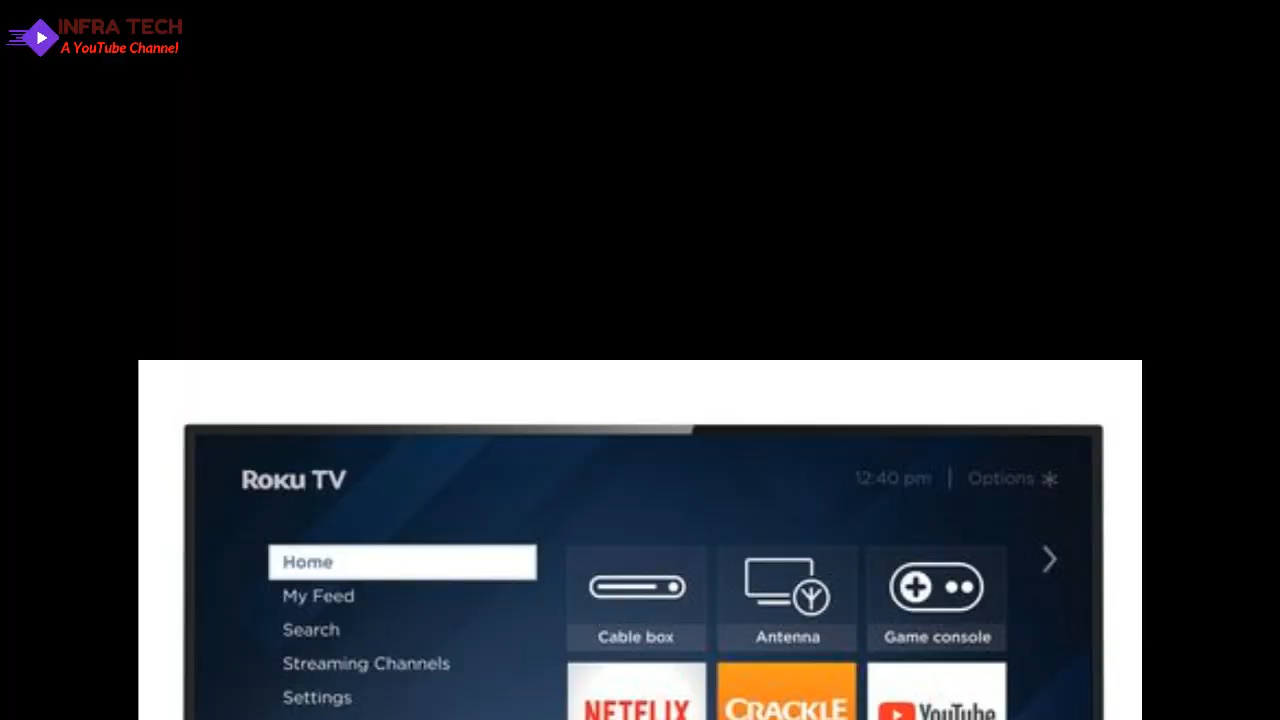 INFRA TECH
A YouTube Channel
Roku TV
12:40 pm | Options
Home
My Feed
Search
Streaming Channels
Settings
Cable box
Antenna
Game console
NETFLIX
CRACKLE
YouTube